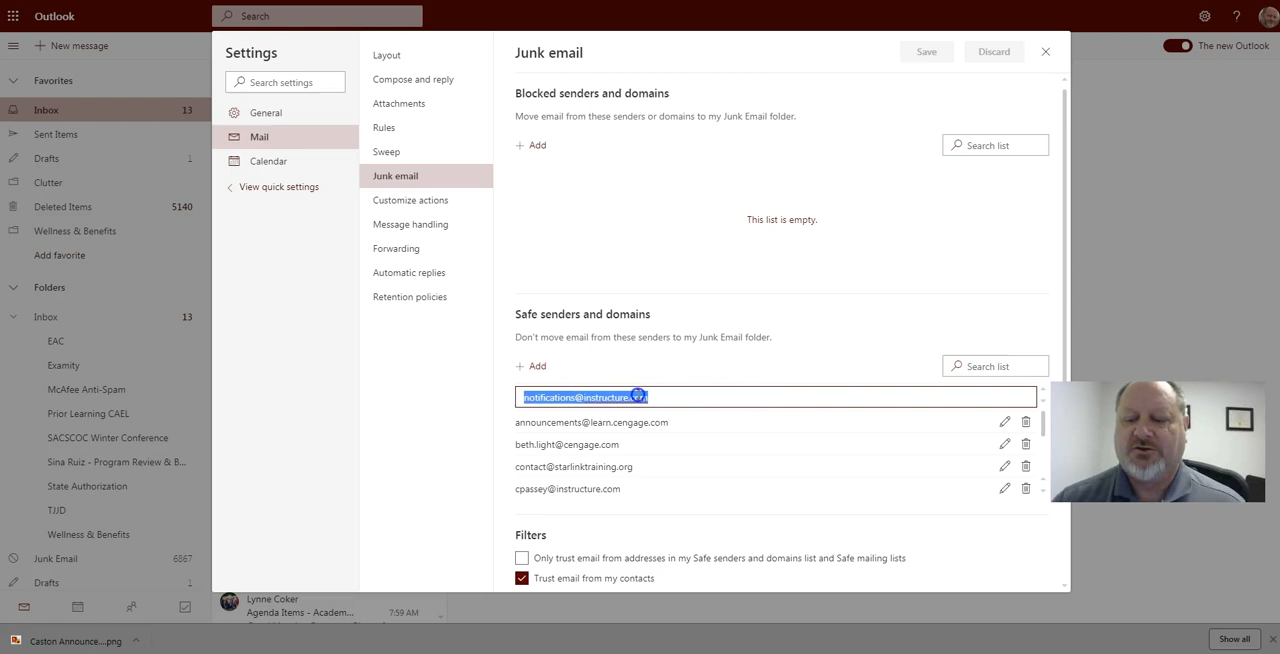 Outlook
Search
The new Outlook
New message
Favorites
Inbox 13
Sent Items
Drafts 1
Clutter
Deleted Items 5140
Wellness & Benefits
Add favorite
Folders
Inbox 13
EAC
Examity
McAfee Anti-Spam
Prior Learning CAEL
SACSCOC Winter Conference
Sina Ruiz - Program Review & B...
State Authorization
TJJD
Wellness & Benefits
Junk Email 6867
Drafts 1
Settings
Search settings
General
Mail
Calendar
View quick settings
Layout
Compose and reply
Attachments
Rules
Sweep
Junk email
Customize actions
Message handling
Forwarding
Automatic replies
Retention policies
Junk email
Save Discard
Blocked senders and domains
Move email from these senders or domains to my Junk Email folder.
Add
Search list
This list is empty.
Safe senders and domains
Don't move email from these senders to my Junk Email folder.
Add
Search list
notifications@instructure.com
announcements@learn.cengage.com
beth.light@cengage.com
contact@starlinktraining.org
cpassey@instructure.com
Filters
Only trust email from addresses in my Safe senders and domains list and Safe mailing lists
Trust email from my contacts
Lynne Coker
Agenda Items - Academ... 7:59 AM
Caston Announce....png
Show all